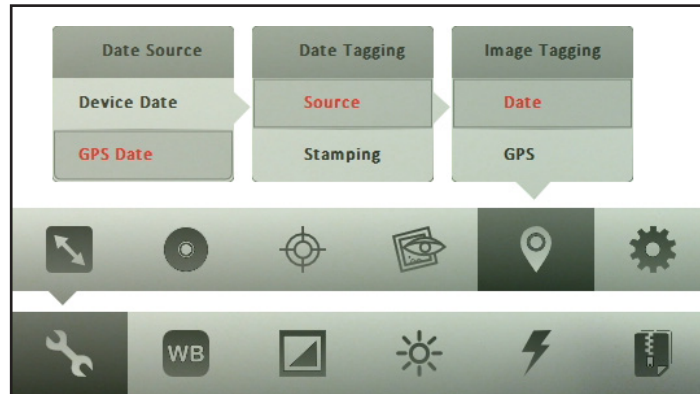 Date Source
Device Date
GPS Date
Date Tagging
Source
Stamping
Image Tagging
Date
GPS
WB